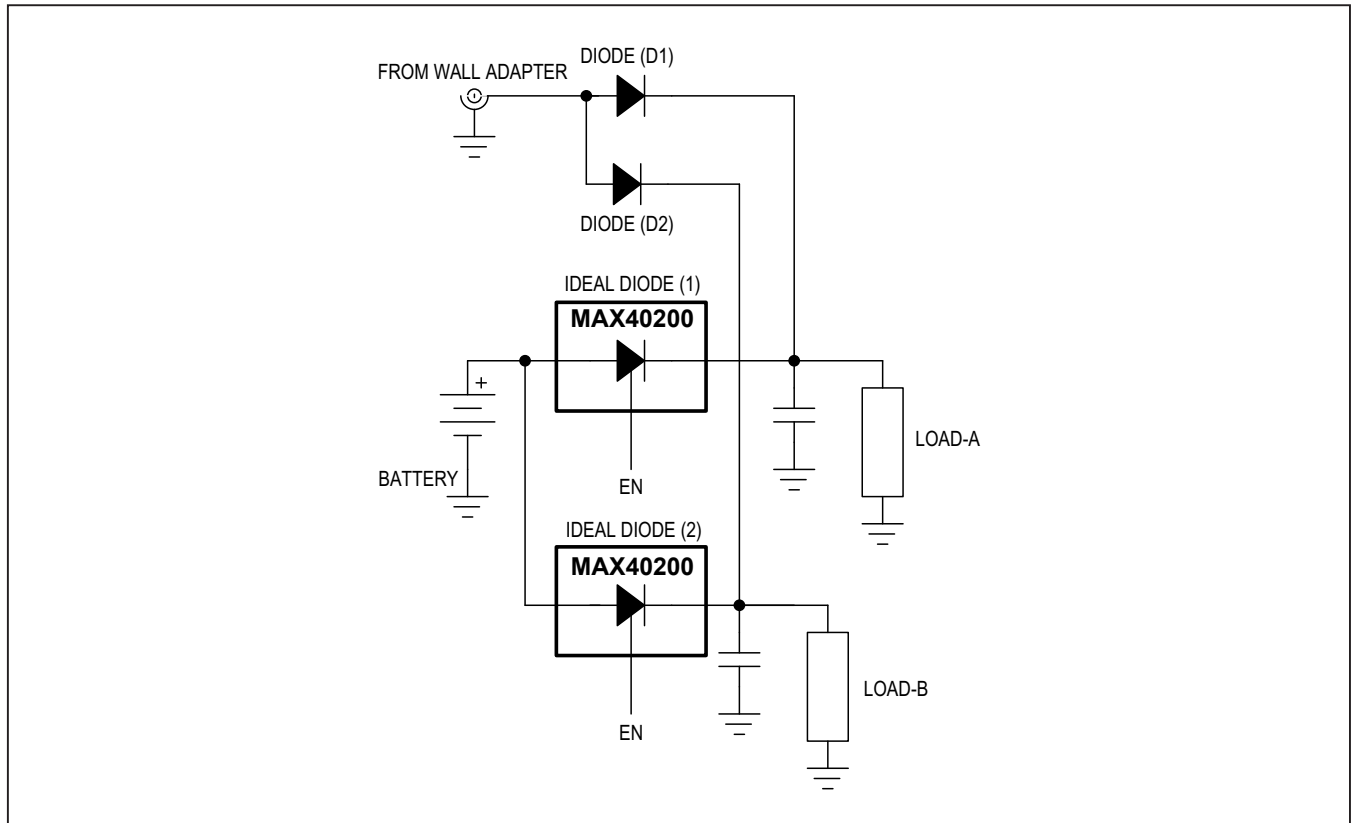 DIODE (D1)
FROM WALL ADAPTER
DIODE (D2)
IDEAL DIODE (1)
MAX40200
+
LOAD-A
BATTERY
EN
IDEAL DIODE (2)
MAX40200
LOAD-B
EN